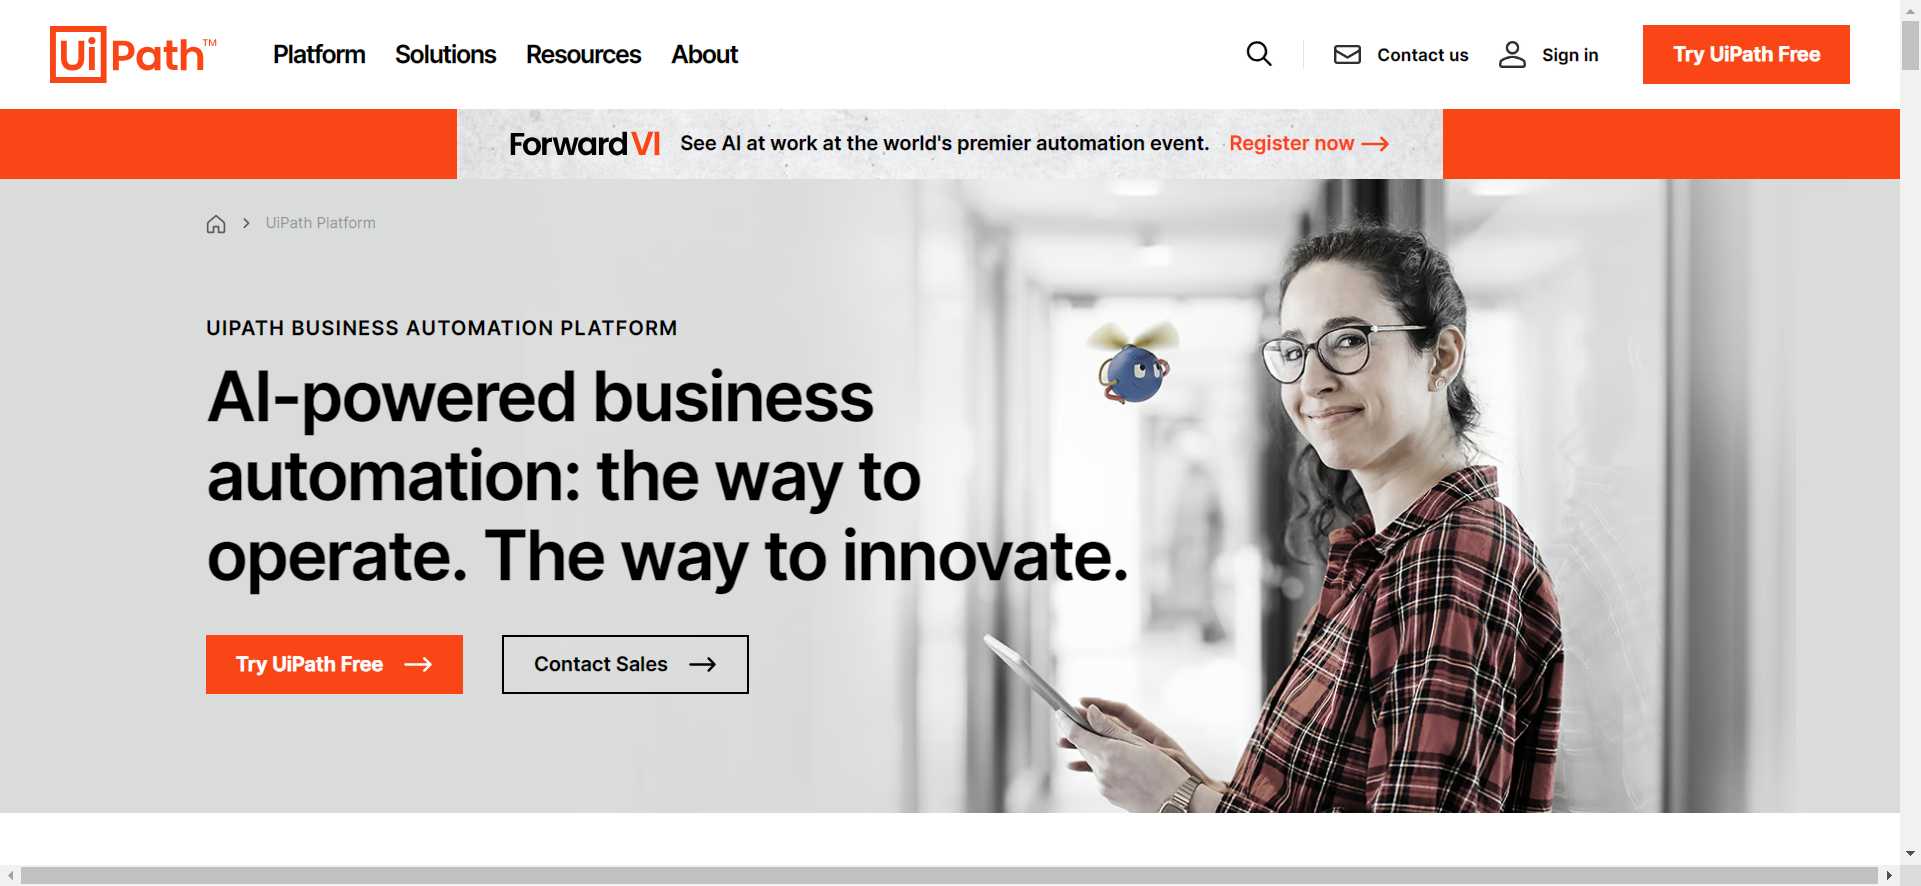 UiPath™
Platform
Solutions
Resources
About
Contact us
Sign in
Try UiPath Free
Forward VI
See AI at work at the world's premier automation event.
Register now
UiPath Platform
UIPATH BUSINESS AUTOMATION PLATFORM
AI-powered business
automation: the way to
operate. The way to innovate.
Try UiPath Free
Contact Sales